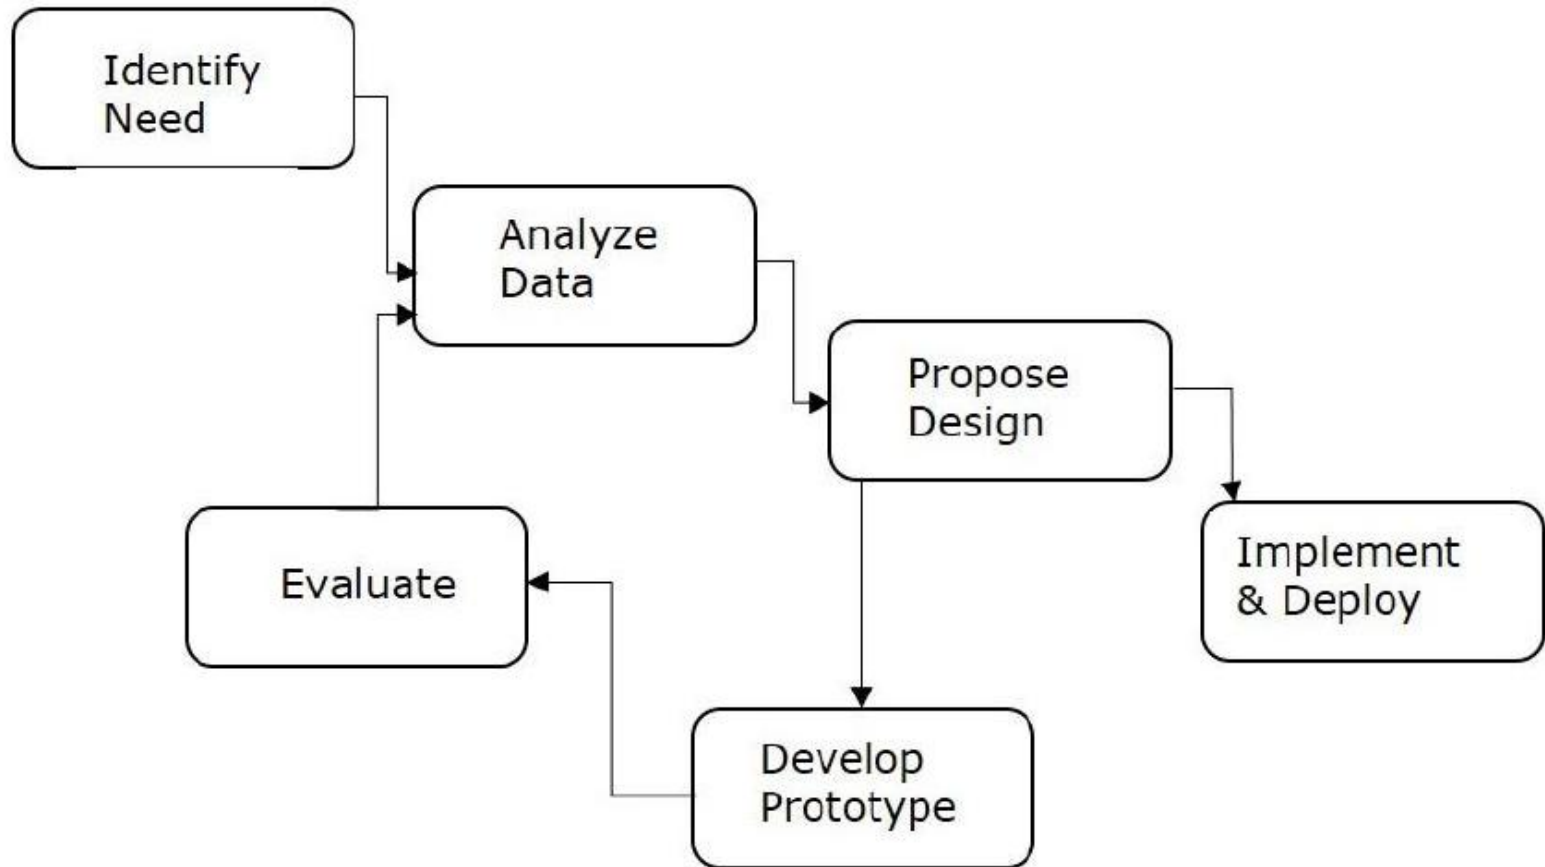 Identify
Need
Analyze
Data
Propose
Design
Implement
& Deploy
Evaluate
Develop
Prototype